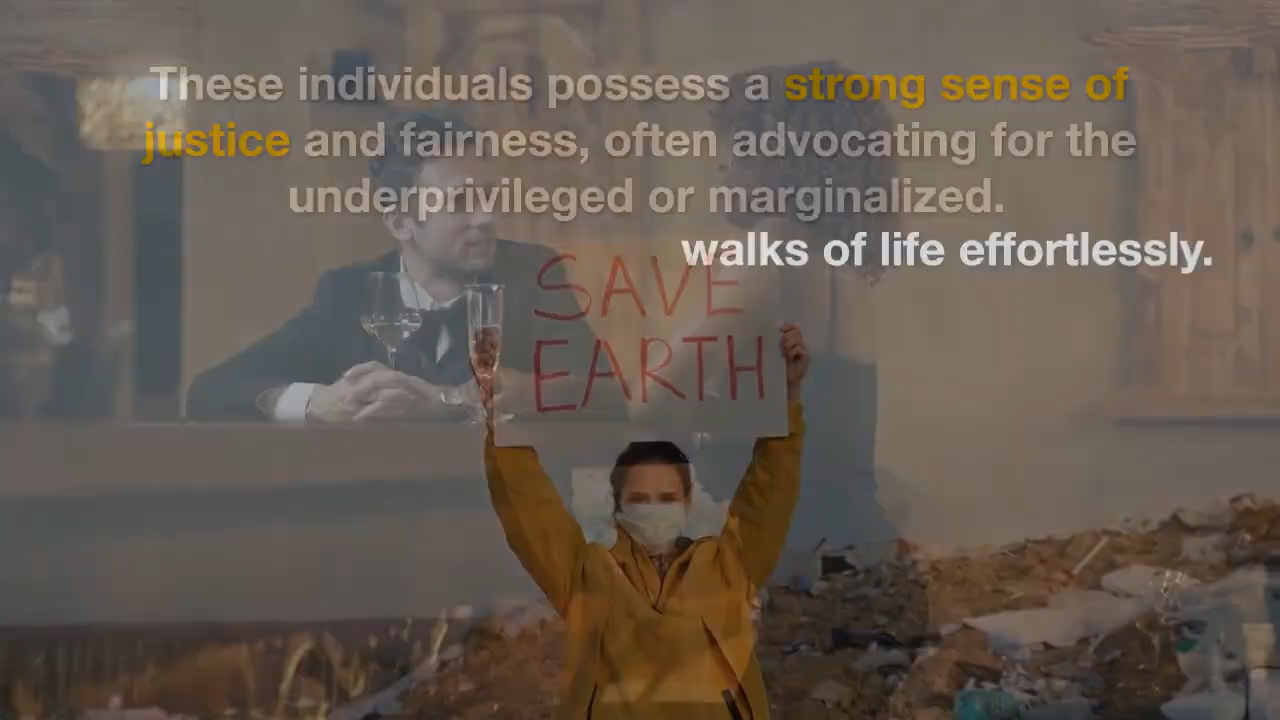 These individuals possess a strong sense of
justice and fairness, often advocating for the
underprivileged or marginalized.
walks of life effortlessly.
SAVE
EARTH